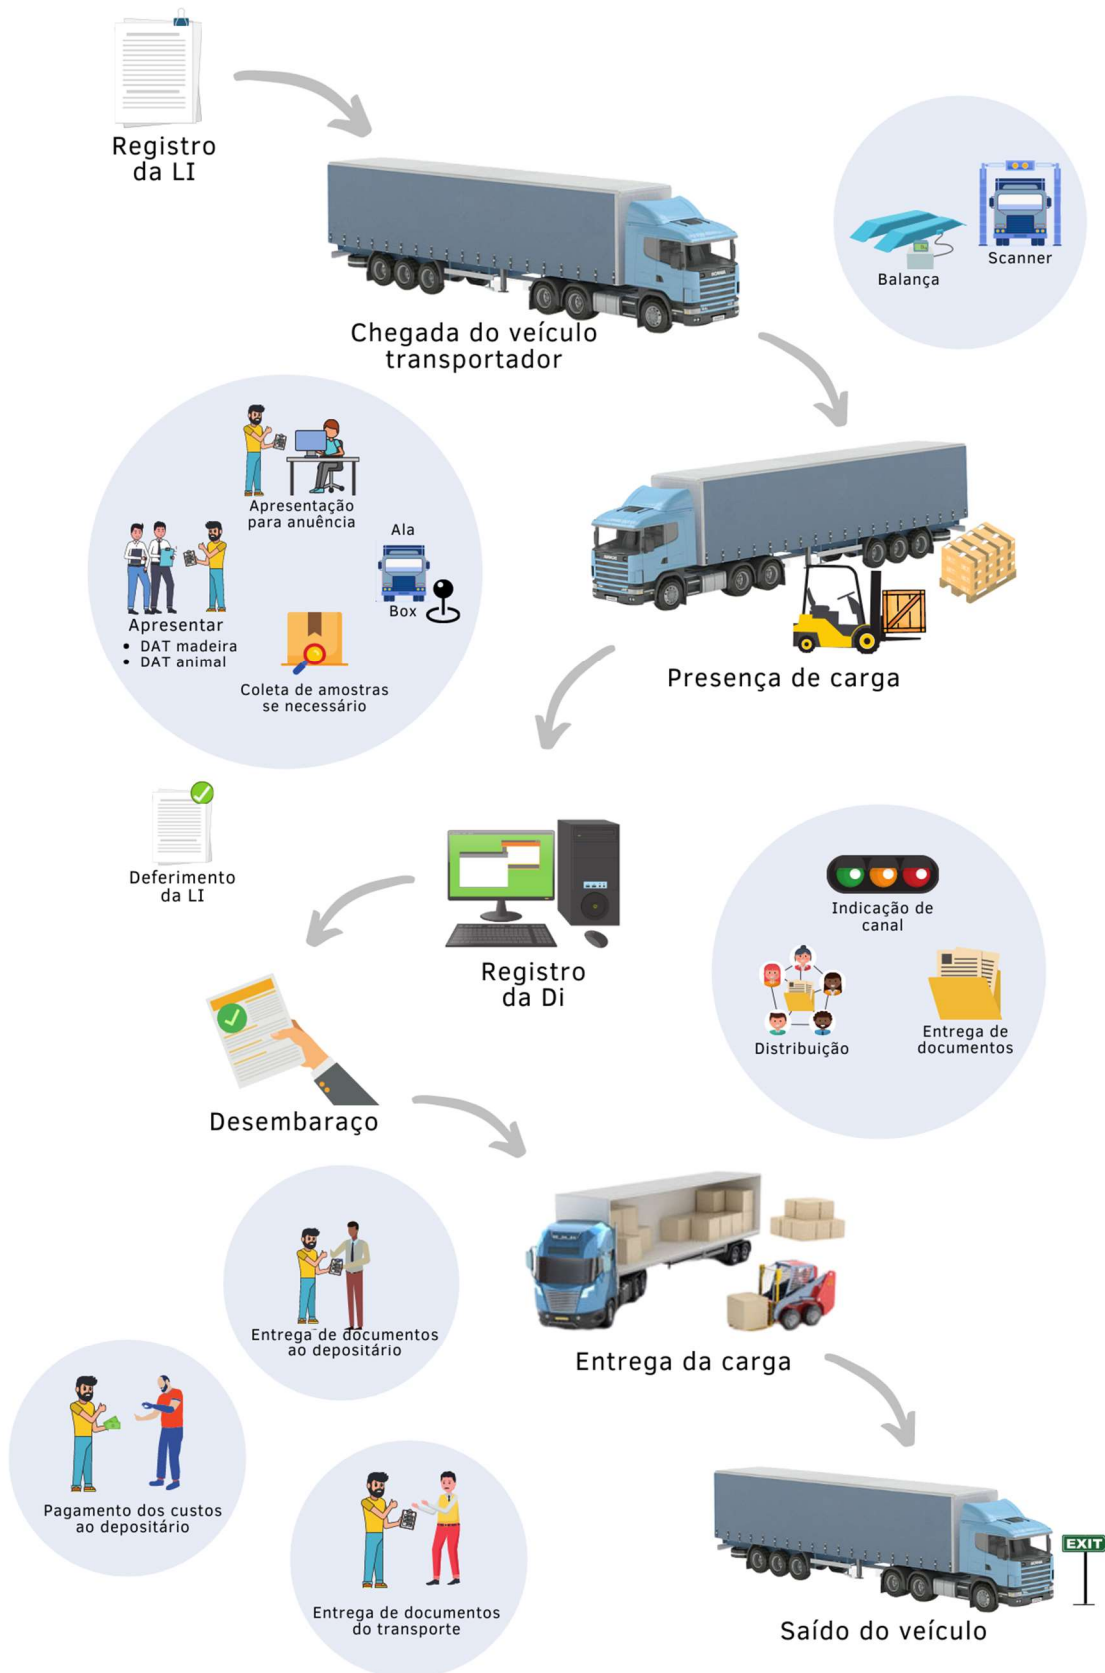 Registro
da LI
Chegada do veículo
transportador
Balança
Scanner
Apresentação
para anuência
Ala
Box
Apresentar
• DAT madeira
• DAT animal
Coleta de amostras
se necessário
Presença de carga
Deferimento
da LI
Registro
da Di
Indicação de
canal
Distribuição
Entrega de
documentos
Desembaraço
Entrega de documentos
ao depositário
Entrega da carga
Pagamento dos custos
ao depositário
Entrega de documentos
do transporte
EXIT
Saído do veículo